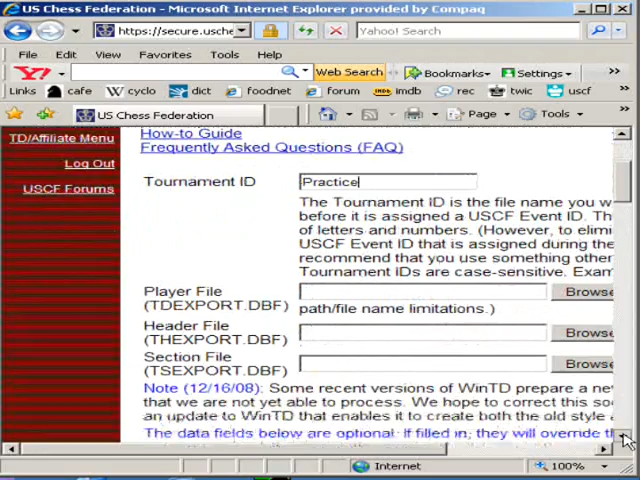 US Chess Federation - Microsoft Internet Explorer provided by Compaq
https://secure.usche
Yahoo! Search
File Edit View Favorites Tools Help
Y! Web Search Bookmarks Settings
Links cafe cyclo dict foodnet forum imdb rec twic uscf
US Chess Federation Page Tools
TD/Affiliate Menu
Log Out
USCF Forums
How-to Guide
Frequently Asked Questions (FAQ)
Tournament ID Practice
The Tournament ID is the file name you w
before it is assigned a USCF Event ID. Th
of letters and numbers. (However, to elimi
USCF Event ID that is assigned during the
recommend that you use something other
Tournament IDs are case-sensitive. Exam
Player File
(TDEXPORT.DBF)
Browse
path/file name limitations.)
Header File
(THEXPORT.DBF)
Browse
Section File
(TSEXPORT.DBF)
Browse
Note (12/16/08): Some recent versions of WinTD prepare a ne
that we are not yet able to process. We hope to correct this so
an update to WinTD that enables it to create both the old style
The data fields below are optional. If filled in, they will override t
Internet 100%